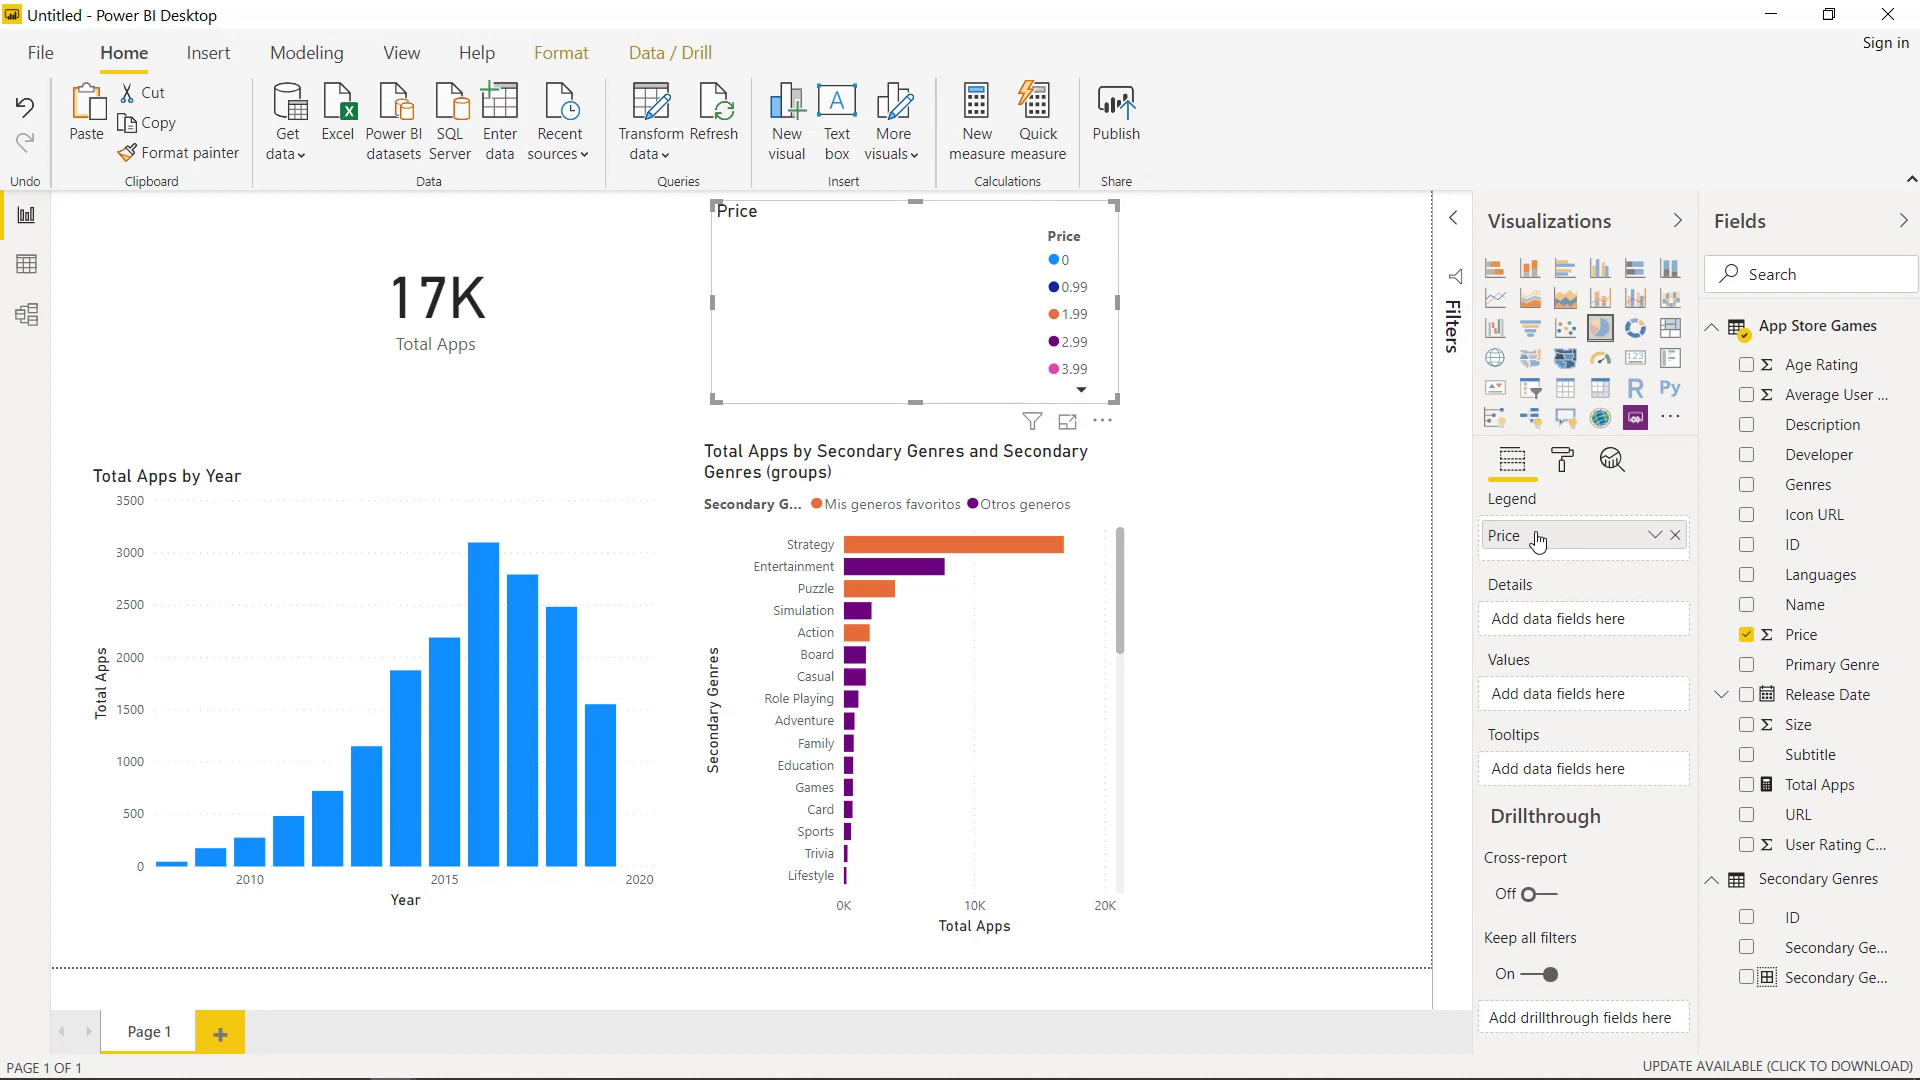 Untitled - Power BI Desktop
Sign in
File
Home
Insert
Modeling
View
Help
Format
Data / Drill
Undo
Paste
Cut
Copy
Format painter
Clipboard
Get data
Excel
Power BI datasets
SQL Server
Enter data
Recent sources
Data
Transform data
Refresh
Queries
New visual
A
Text box
More visuals
Insert
New measure
Quick measure
Calculations
Publish
Share
17K
Total Apps
Price
Price
0
0.99
1.99
2.99
3.99
Total Apps by Year
3500
3000
2500
2000
1500
1000
500
0
Total Apps
2010
2015
2020
Year
Total Apps by Secondary Genres and Secondary
Genres (groups)
Secondary G...
Mis generos favoritos
Otros generos
Secondary Genres
Strategy
Entertainment
Puzzle
Simulation
Action
Board
Casual
Role Playing
Adventure
Family
Education
Games
Card
Sports
Trivia
Lifestyle
0K
10K
20K
Total Apps
Filters
Visualizations
123
R
Py
...
Legend
Price
Details
Add data fields here
Values
Add data fields here
Tooltips
Add data fields here
Drillthrough
Cross-report
Off
Keep all filters
On
Add drillthrough fields here
Fields
Search
App Store Games
Σ Age Rating
Σ Average User ...
Description
Developer
Genres
Icon URL
ID
Languages
Name
Σ Price
Primary Genre
Release Date
Σ Size
Subtitle
Total Apps
URL
Σ User Rating C...
Secondary Genres
ID
Secondary Ge...
Secondary Ge...
Page 1
PAGE 1 OF 1
UPDATE AVAILABLE (CLICK TO DOWNLOAD)